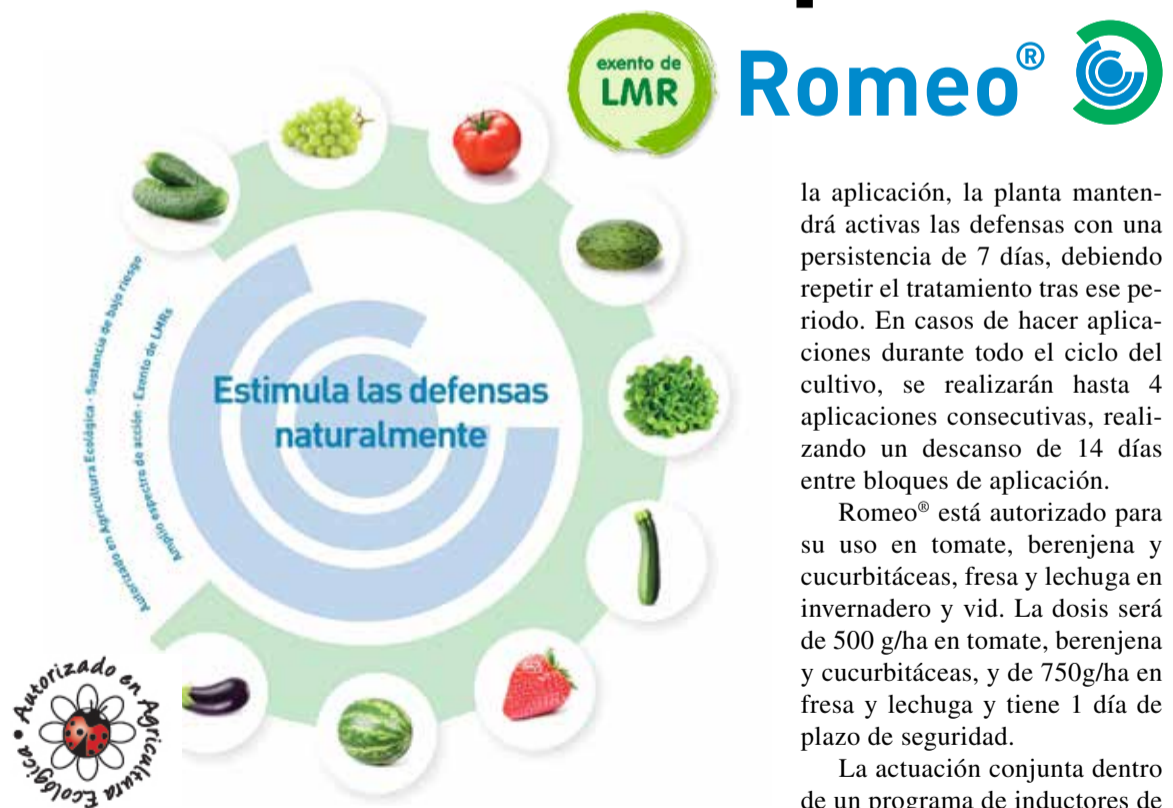 exento de
LMR
Romeo®
Estimula las defensas
naturalmente
Autorizado en Agricultura Ecológica · Sustancia de bajo riesgo
Amplio espectro de acción · Exento de LMRs
Autorizado en Agricultura Ecológica
la aplicación, la planta manten-
drá activas las defensas con una
persistencia de 7 días, debiendo
repetir el tratamiento tras ese pe-
riodo. En casos de hacer aplica-
ciones durante todo el ciclo del
cultivo, se realizarán hasta 4
aplicaciones consecutivas, reali-
zando un descanso de 14 días
entre bloques de aplicación.
Romeo® está autorizado para
su uso en tomate, berenjena y
cucurbitáceas, fresa y lechuga en
invernadero y vid. La dosis será
de 500 g/ha en tomate, berenjena
y cucurbitáceas, y de 750g/ha en
fresa y lechuga y tiene 1 día de
plazo de seguridad.
La actuación conjunta dentro
de un programa de inductores de